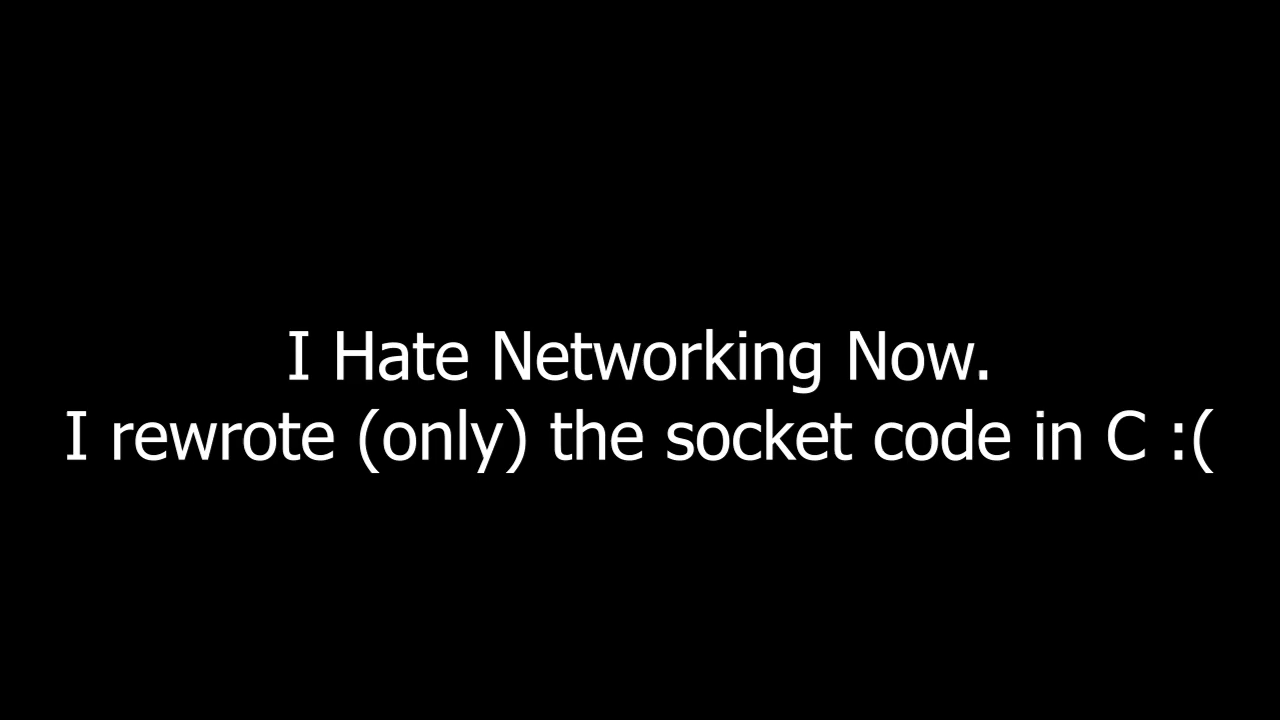 I Hate Networking Now.
I rewrote (only) the socket code in C :(